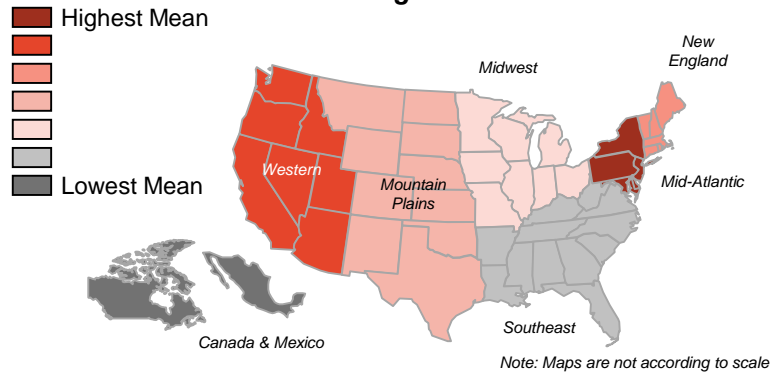 Highest Mean
New
England
Midwest
Western
Mountain
Plains
Mid-Atlantic
Lowest Mean
Southeast
Canada & Mexico
Note: Maps are not according to scale